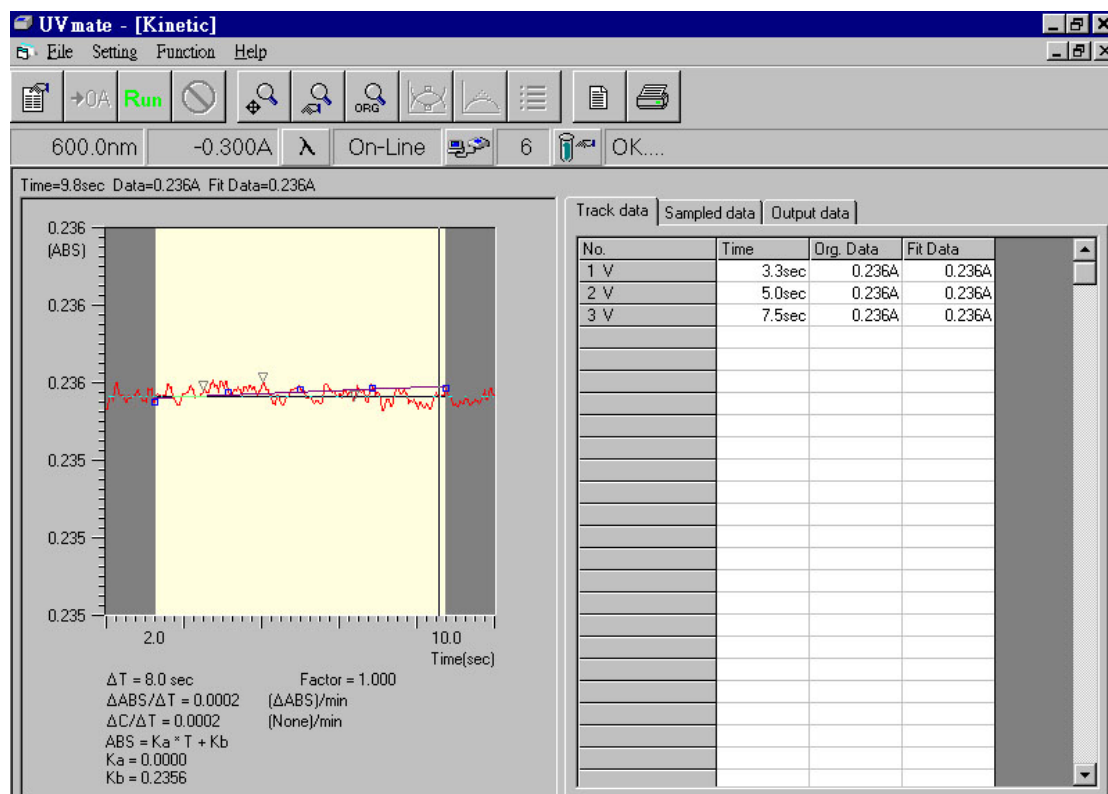 UVmate - [Kinetic]
File Setting Function Help
→0A Run ORG
600.0nm -0.300A λ On-Line 6 OK....
Time=9.8sec Data=0.236A Fit Data=0.236A
0.236
(ABS)
0.236
0.236
0.235
0.235
0.235
2.0 10.0
Time(sec)
ΔT = 8.0 sec Factor = 1.000
ΔABS/ΔT = 0.0002 (ΔABS)/min
ΔC/ΔT = 0.0002 (None)/min
ABS = Ka * T + Kb
Ka = 0.0000
Kb = 0.2356
Track data Sampled data Output data
No. Time Org. Data Fit Data
1 V 3.3sec 0.236A 0.236A
2 V 5.0sec 0.236A 0.236A
3 V 7.5sec 0.236A 0.236A